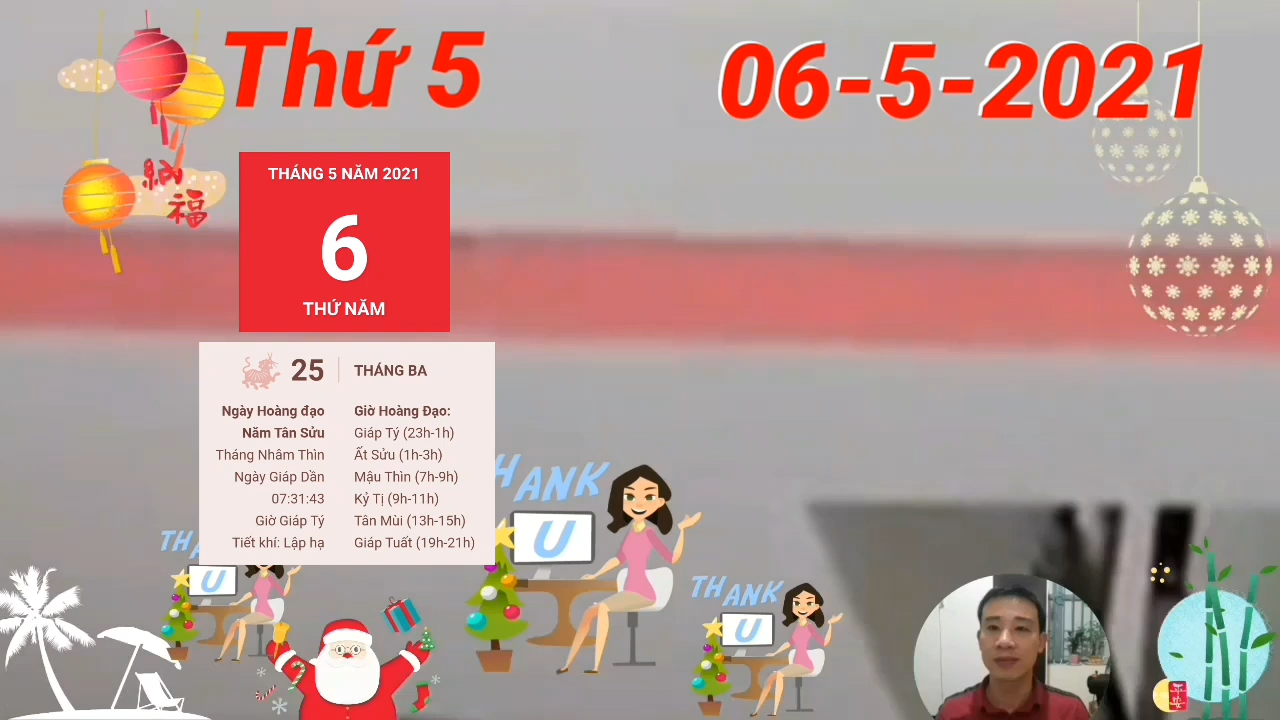 Thứ 5
06-5-2021
納
福
THÁNG 5 NĂM 2021
6
THỨ NĂM
25
THÁNG BA
Ngày Hoàng đạo
Năm Tân Sửu
Tháng Nhâm Thìn
Ngày Giáp Dần
07:31:43
Giờ Giáp Tý
Tiết khí: Lập hạ
Giờ Hoàng Đạo:
Giáp Tý (23h-1h)
Ất Sửu (1h-3h)
Mậu Thìn (7h-9h)
Kỷ Tị (9h-11h)
Tân Mùi (13h-15h)
Giáp Tuất (19h-21h)
HANK
U
TH
U
THANK
U